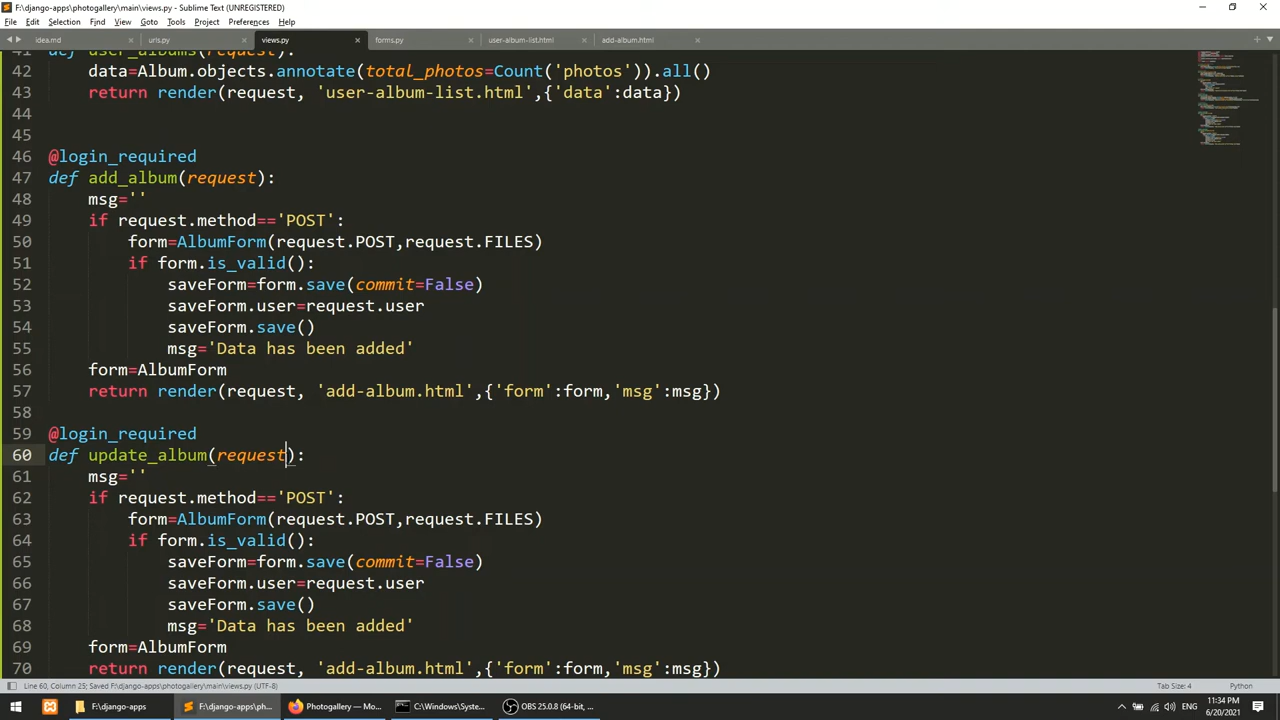 F:\django-apps\photogallery\main\views.py - Sublime Text (UNREGISTERED)
File Edit Selection Find View Goto Tools Project Preferences Help
idea.md urls.py views.py forms.py user-album-list.html add-album.html
41 def user_albums(request):
42 data=Album.objects.annotate(total_photos=Count('photos')).all()
43 return render(request, 'user-album-list.html',{'data':data})
44
45
46 @login_required
47 def add_album(request):
48 msg=''
49 if request.method=='POST':
50 form=AlbumForm(request.POST,request.FILES)
51 if form.is_valid():
52 saveForm=form.save(commit=False)
53 saveForm.user=request.user
54 saveForm.save()
55 msg='Data has been added'
56 form=AlbumForm
57 return render(request, 'add-album.html',{'form':form,'msg':msg})
58
59 @login_required
60 def update_album(request):
61 msg=''
62 if request.method=='POST':
63 form=AlbumForm(request.POST,request.FILES)
64 if form.is_valid():
65 saveForm=form.save(commit=False)
66 saveForm.user=request.user
67 saveForm.save()
68 msg='Data has been added'
69 form=AlbumForm
70 return render(request, 'add-album.html',{'form':form,'msg':msg})
Line 60, Column 25; Saved F:\django-apps\photogallery\main\views.py (UTF-8) Tab Size: 4 Python
F:\django-apps F:\django-apps\ph... Photogallery — Mo... C:\Windows\Syste... OBS 25.0.8 (64-bit, ... 11:34 PM
6/20/2021